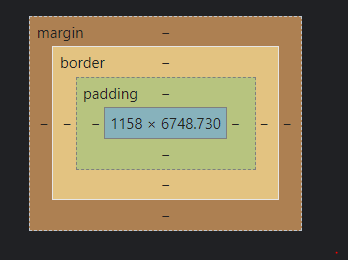 margin –
border –
padding –
– – – 1158 × 6748.730 – – –
–
–
–